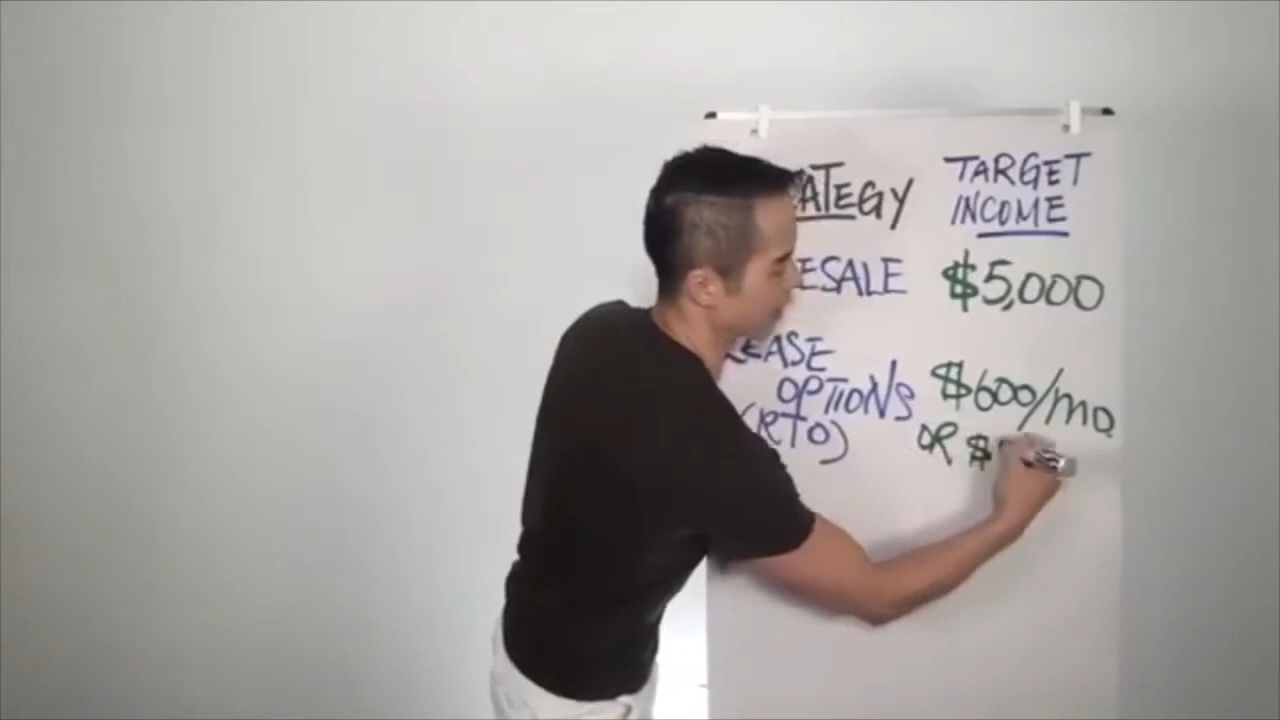 ATEGY TARGET
INCOME
ESALE $5,000
EASE
OPTIONS $600/MO.
(RTO) OR $